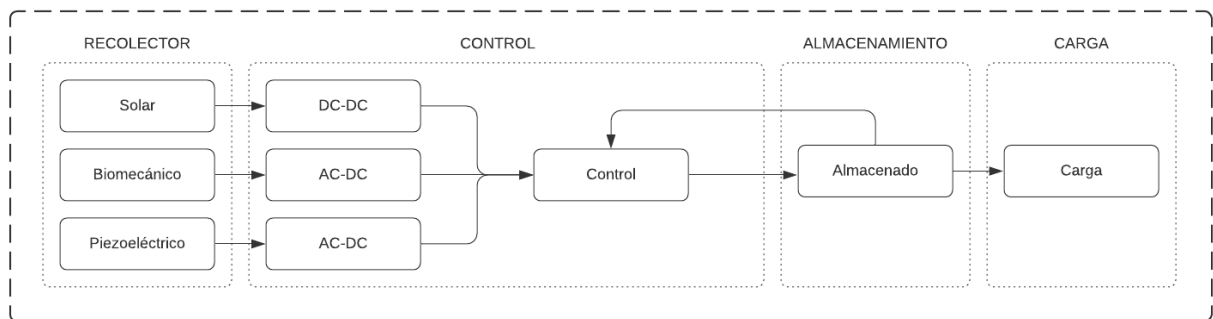 RECOLECTOR
CONTROL
ALMACENAMIENTO
CARGA
Solar
DC-DC
Biomecánico
AC-DC
Control
Almacenado
Carga
Piezoeléctrico
AC-DC